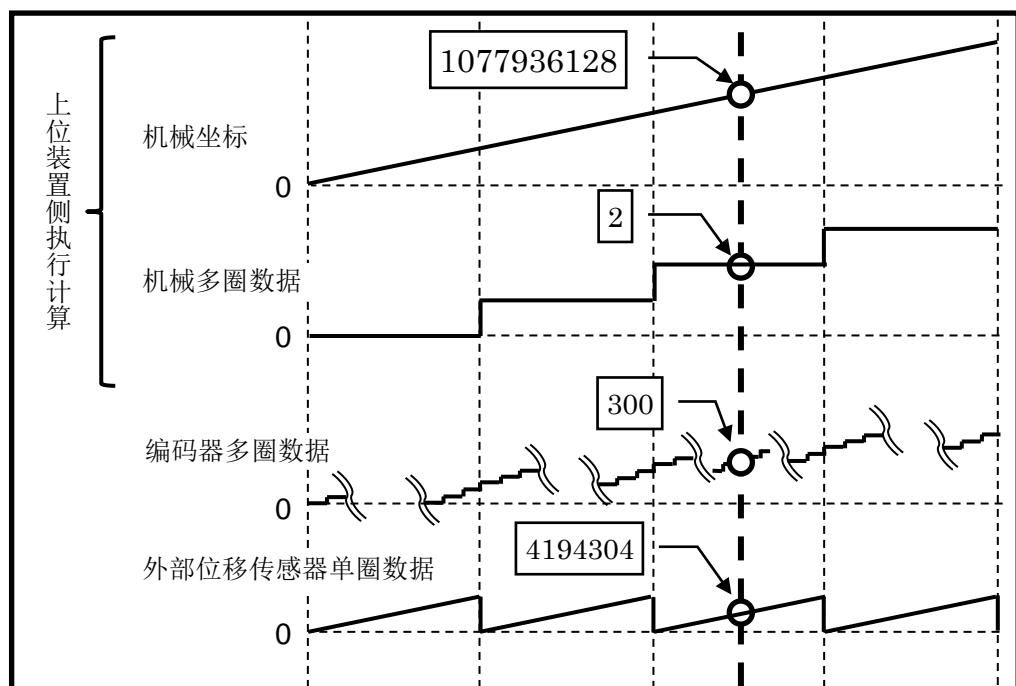 上位装置侧执行计算
1077936128
机械坐标
0
2
机械多圈数据
0
300
编码器多圈数据
0
4194304
外部位移传感器单圈数据
0